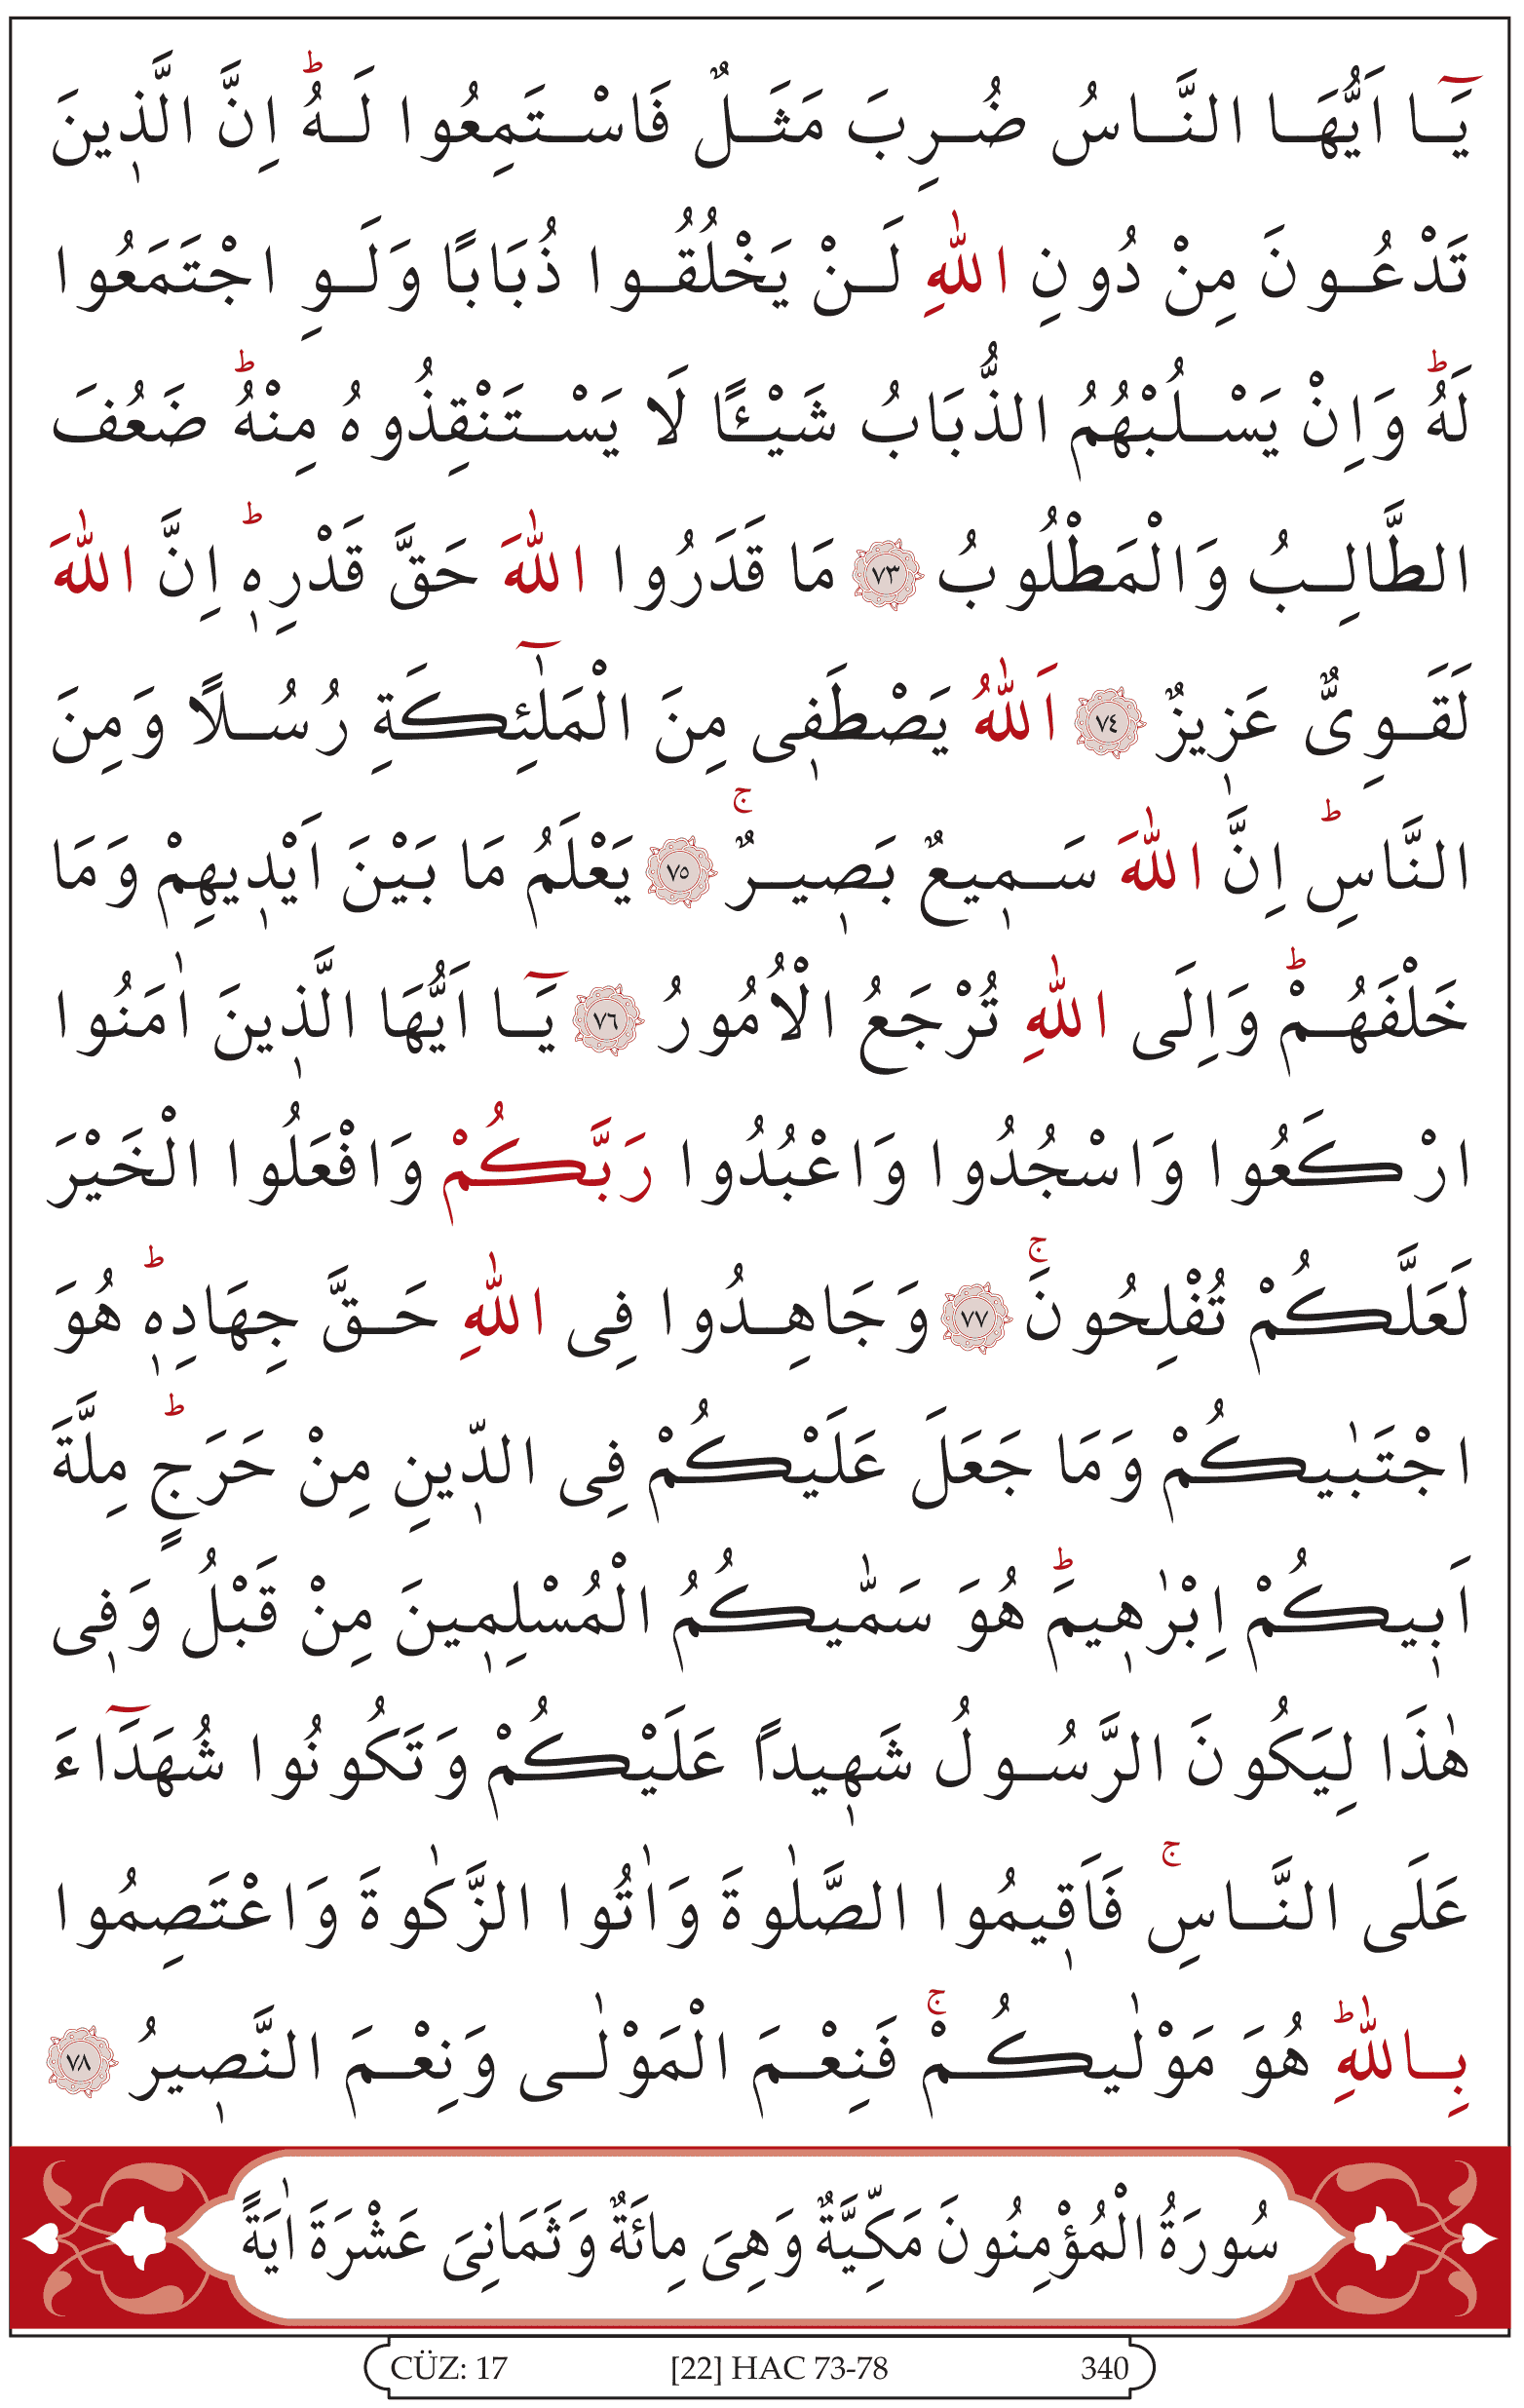 يَٓا اَيُّهَا النَّاسُ ضُرِبَ مَثَلٌ فَاسْتَمِعُوا لَهُۜ اِنَّ الَّذ۪ينَ
تَدْعُونَ مِنْ دُونِ اللّٰهِ لَنْ يَخْلُقُوا ذُبَابًا وَلَوِ اجْتَمَعُوا
لَهُۜ وَاِنْ يَسْلُبْهُمُ الذُّبَابُ شَيْـًٔا لَا يَسْتَنْقِذُوهُ مِنْهُۜ ضَعُفَ
الطَّالِبُ وَالْمَطْلُوبُ ﴿٧٣﴾ مَا قَدَرُوا اللّٰهَ حَقَّ قَدْرِه۪ۜ اِنَّ اللّٰهَ
لَقَوِيٌّ عَز۪يزٌ ﴿٧٤﴾ اَللّٰهُ يَصْطَف۪ى مِنَ الْمَلٰٓئِكَةِ رُسُلًا وَمِنَ
النَّاسِۜ اِنَّ اللّٰهَ سَم۪يعٌ بَص۪يرٌۚ ﴿٧٥﴾ يَعْلَمُ مَا بَيْنَ اَيْد۪يهِمْ وَمَا
خَلْفَهُمْۜ وَاِلَى اللّٰهِ تُرْجَعُ الْاُمُورُ ﴿٧٦﴾ يَٓا اَيُّهَا الَّذ۪ينَ اٰمَنُوا
ارْكَعُوا وَاسْجُدُوا وَاعْبُدُوا رَبَّكُمْ وَافْعَلُوا الْخَيْرَ
لَعَلَّكُمْ تُفْلِحُونَۚ ﴿٧٧﴾ وَجَاهِدُوا فِى اللّٰهِ حَقَّ جِهَادِه۪ۜ هُوَ
اجْتَبٰيكُمْ وَمَا جَعَلَ عَلَيْكُمْ فِى الدّ۪ينِ مِنْ حَرَجٍۜ مِلَّةَ
اَب۪يكُمْ اِبْرٰه۪يمَۜ هُوَ سَمّٰيكُمُ الْمُسْلِم۪ينَ مِنْ قَبْلُ وَف۪ى
هٰذَا لِيَكُونَ الرَّسُولُ شَه۪يدًا عَلَيْكُمْ وَتَكُونُوا شُهَدَٓاءَ
عَلَى النَّاسِۚ فَاَق۪يمُوا الصَّلٰوةَ وَاٰتُوا الزَّكٰوةَ وَاعْتَصِمُوا
بِاللّٰهِۜ هُوَ مَوْلٰيكُمْۚ فَنِعْمَ الْمَوْلٰى وَنِعْمَ النَّص۪يرُ ﴿٧٨﴾
سُورَةُ الْمُؤْمِنُونَ مَكِّيَّةٌ وَهِىَ مِائَةٌ وَثَمَانِىَ عَشْرَةَ اٰيَةً
CÜZ: 17 [22] HAC 73-78 340